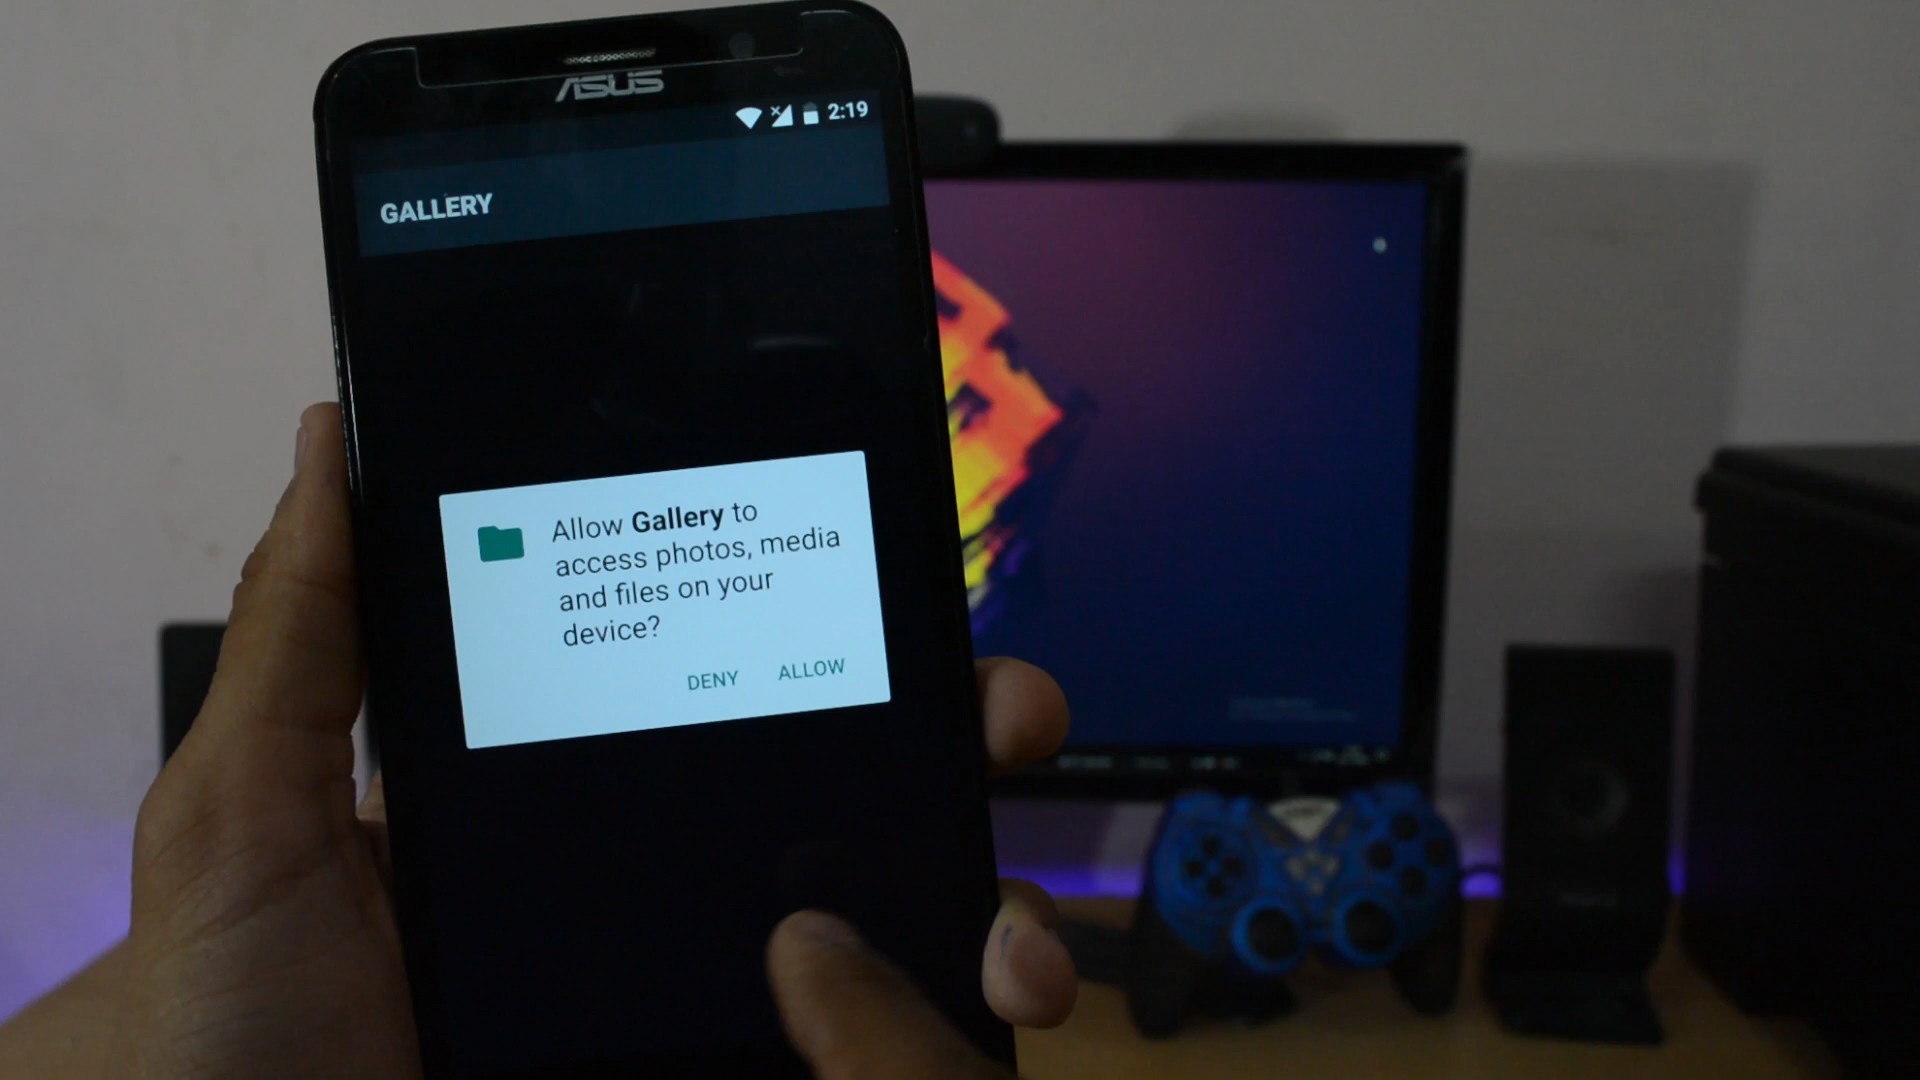 ASUS
2:19
GALLERY
Allow Gallery to
access photos, media
and files on your
device?
DENY ALLOW